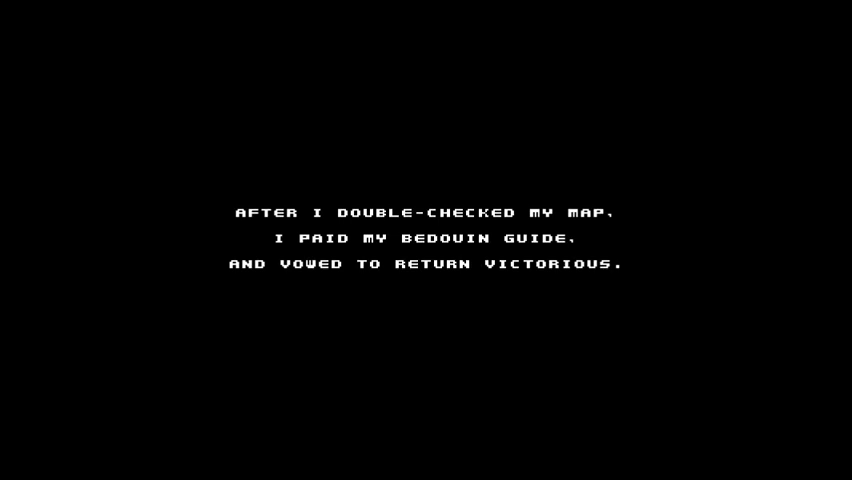 AFTER I DOUBLE-CHECKED MY MAP,
I PAID MY BEDOUIN GUIDE,
AND VOWED TO RETURN VICTORIOUS.